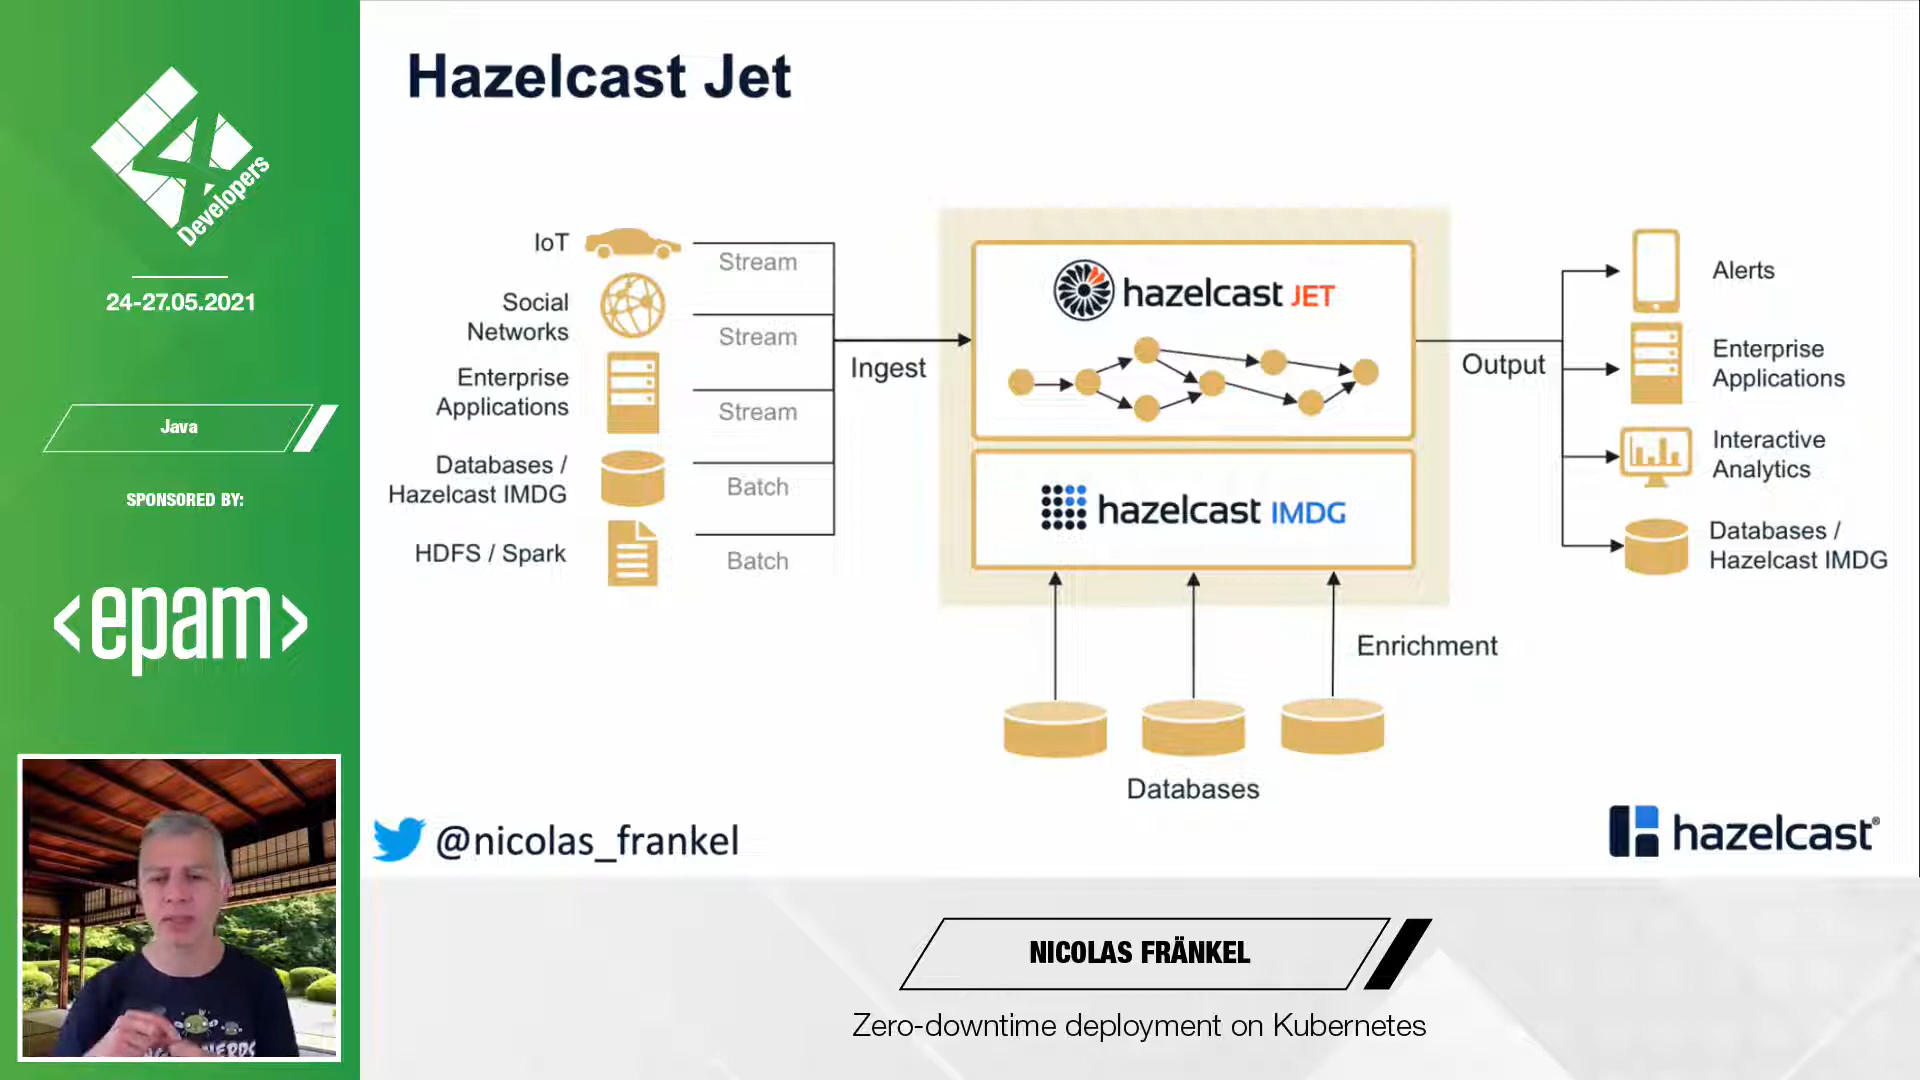 4
Developers
24-27.05.2021
Java
SPONSORED BY:
<epam>
Hazelcast Jet
IoT
Stream
Social
Networks
Stream
Enterprise
Applications
Stream
Databases /
Hazelcast IMDG
Batch
HDFS / Spark
Batch
Ingest
hazelcast JET
hazelcast IMDG
Output
Alerts
Enterprise
Applications
Interactive
Analytics
Databases /
Hazelcast IMDG
Enrichment
Databases
@nicolas_frankel
hazelcast®
NICOLAS FRÄNKEL
Zero-downtime deployment on Kubernetes